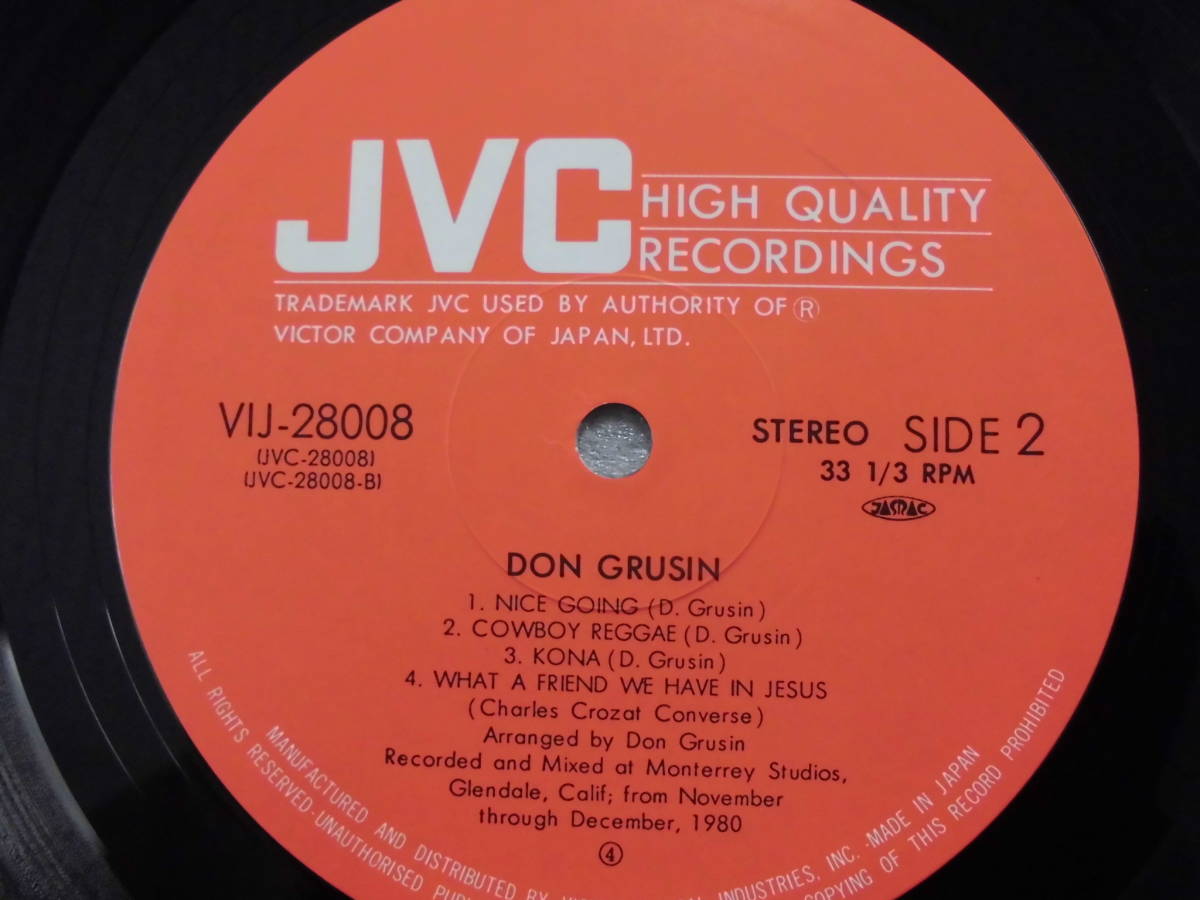 JVC
HIGH QUALITY
RECORDINGS
TRADEMARK JVC USED BY AUTHORITY OF Ⓡ
VICTOR COMPANY OF JAPAN, LTD.
VIJ-28008
(JVC-28008)
(JVC-28008-B)
STEREO SIDE 2
33 1/3 RPM
JASRAC
DON GRUSIN
1. NICE GOING (D. Grusin)
2. COWBOY REGGAE (D. Grusin)
3. KONA (D. Grusin)
4. WHAT A FRIEND WE HAVE IN JESUS
(Charles Crozat Converse)
Arranged by Don Grusin
Recorded and Mixed at Monterrey Studios,
Glendale, Calif; from November
through December, 1980
④
MANUFACTURED AND DISTRIBUTED BY INDUSTRIES, INC. -MADE IN JAPAN
ALL RIGHTS RESERVED-UNAUTHORISED COPYING OF THIS RECORD PROHIBITED